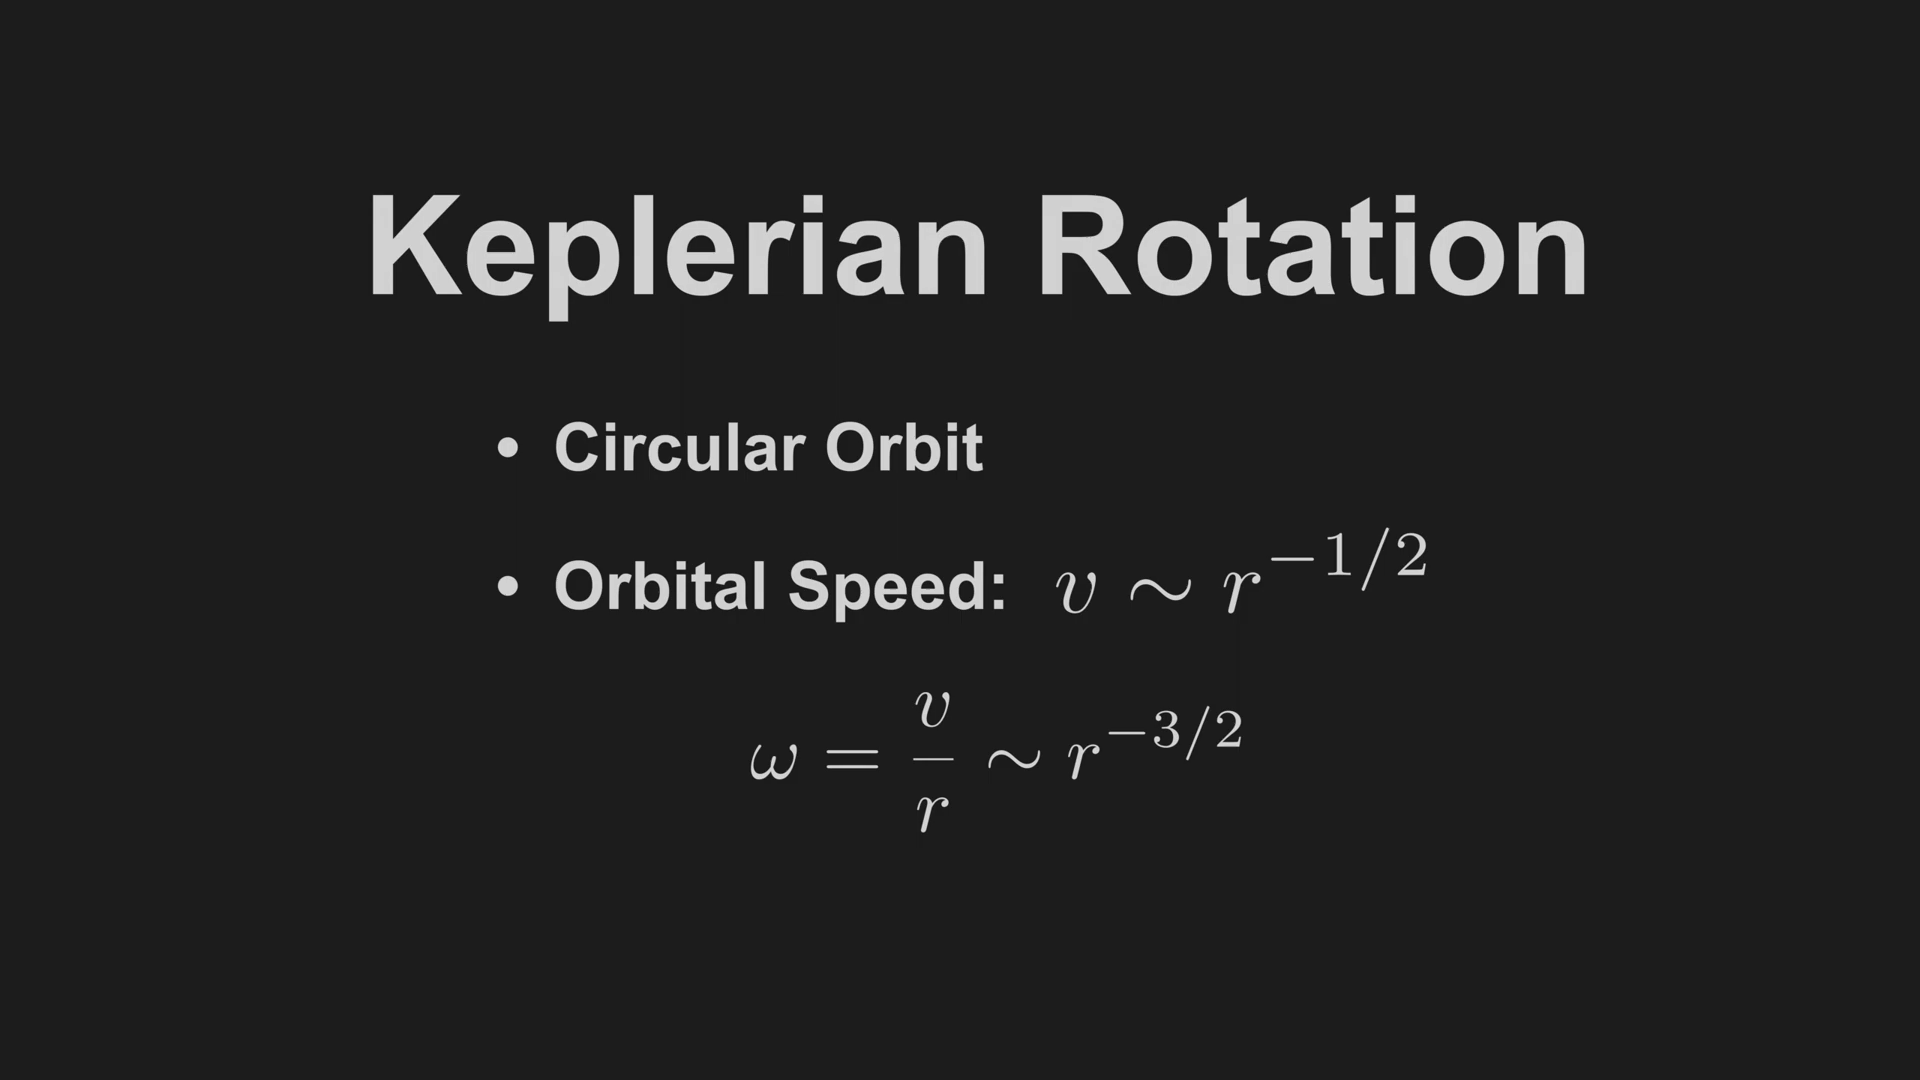 Keplerian Rotation
• Circular Orbit
• Orbital Speed: v ∼ r^{−1/2}
ω = v/r ∼ r^{−3/2}